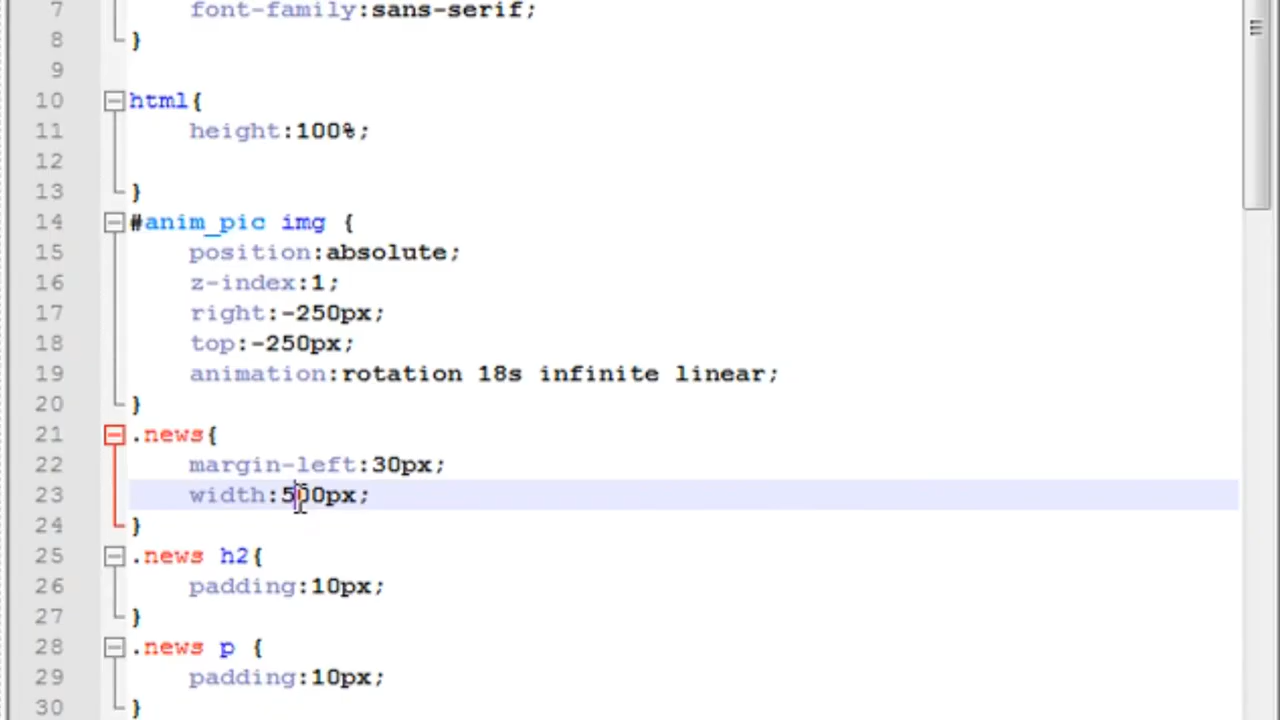 7 font-family:sans-serif;
8 }
9
10 html{
11 height:100%;
12
13 }
14 #anim_pic img {
15 position:absolute;
16 z-index:1;
17 right:-250px;
18 top:-250px;
19 animation:rotation 18s infinite linear;
20 }
21 .news{
22 margin-left:30px;
23 width:500px;
24 }
25 .news h2{
26 padding:10px;
27 }
28 .news p {
29 padding:10px;
30 }